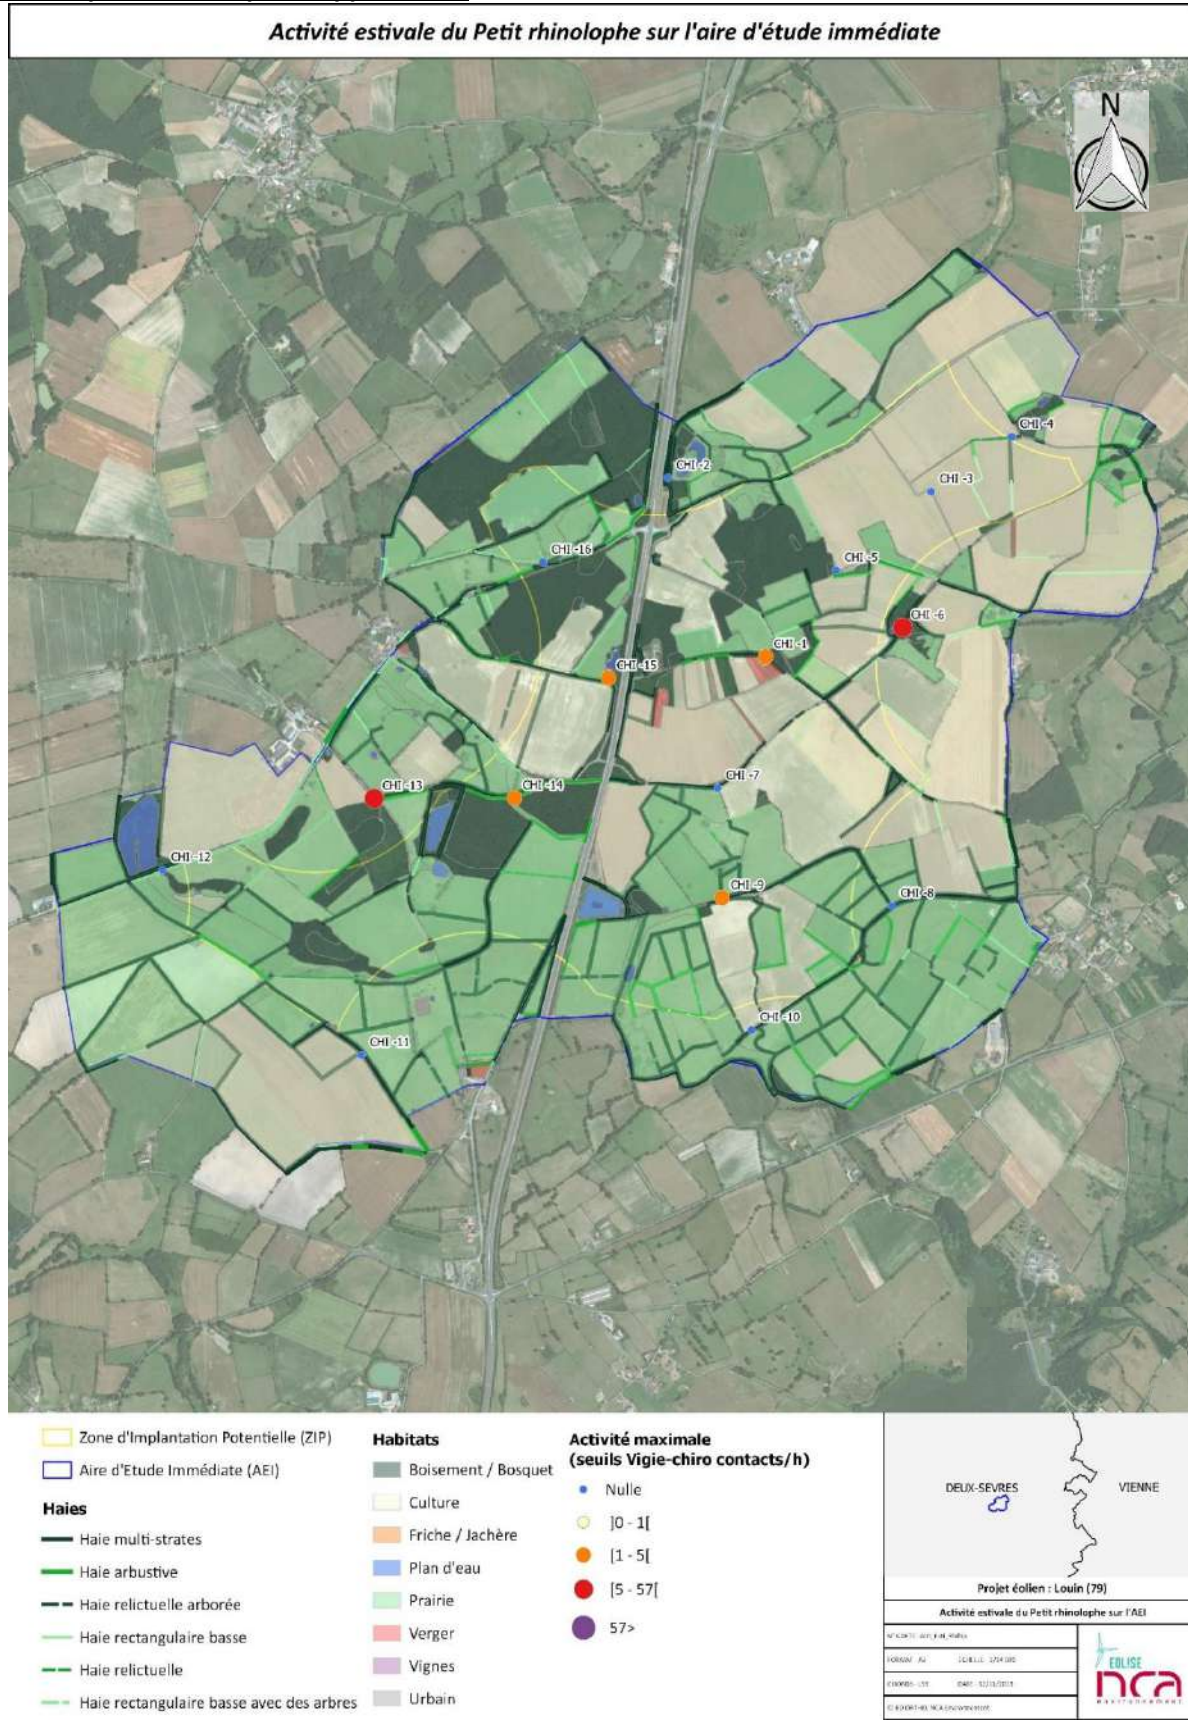 Activité estivale du Petit rhinolophe sur l'aire d'étude immédiate
N
CHI -4
CHI -2
CHI -3
CHI -16
CHI -5
CHI -6
CHI -1
CHI -15
CHI -7
CHI -13
CHI -14
CHI -12
CHI -9
CHI -8
CHI -10
CHI -11
Zone d'Implantation Potentielle (ZIP)
Aire d'Etude Immédiate (AEI)
Haies
Haie multi-strates
Haie arbustive
Haie relictuelle arborée
Haie rectangulaire basse
Haie relictuelle
Haie rectangulaire basse avec des arbres
Habitats
Boisement / Bosquet
Culture
Friche / Jachère
Plan d'eau
Prairie
Verger
Vignes
Urbain
Activité maximale
(seuils Vigie-chiro contacts/h)
Nulle
]0 - 1[
[1 - 5[
[5 - 57[
57>
DEUX-SEVRES
VIENNE
Projet éolien : Louin (79)
Activité estivale du Petit rhinolophe sur l'AEI
EOLISE
nca
environnement